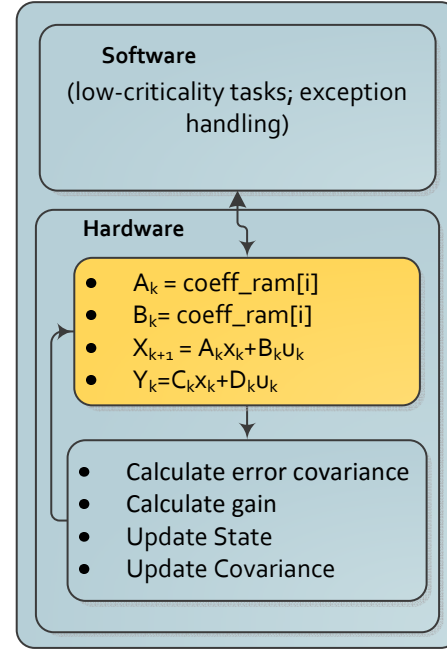 Software
(low-criticality tasks; exception
handling)
Hardware
• Aₖ = coeff_ram[i]
• Bₖ= coeff_ram[i]
• Xₖ₊₁ = Aₖxₖ+Bₖuₖ
• Yₖ=Cₖxₖ+Dₖuₖ
• Calculate error covariance
• Calculate gain
• Update State
• Update Covariance